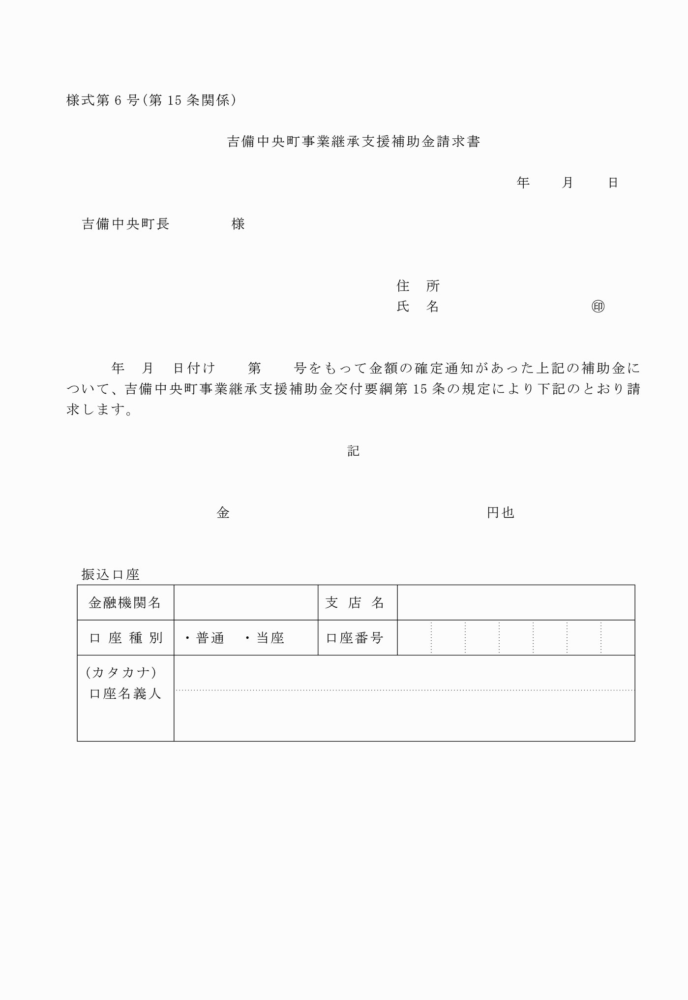 様式第6号(第15条関係)
吉備中央町事業継承支援補助金請求書
年　　月　　日
吉備中央町長　　　　様
住　所
氏　名　　　　　　　　　　㊞
年　月　日付け　　第　　号をもって金額の確定通知があった上記の補助金に
ついて、吉備中央町事業継承支援補助金交付要綱第15条の規定により下記のとおり請
求します。
記
金　　　　　　　　　　　　　　　　　円也
振込口座
金融機関名　　支店名
口座種別　・普通　・当座　口座番号
(カタカナ)
口座名義人